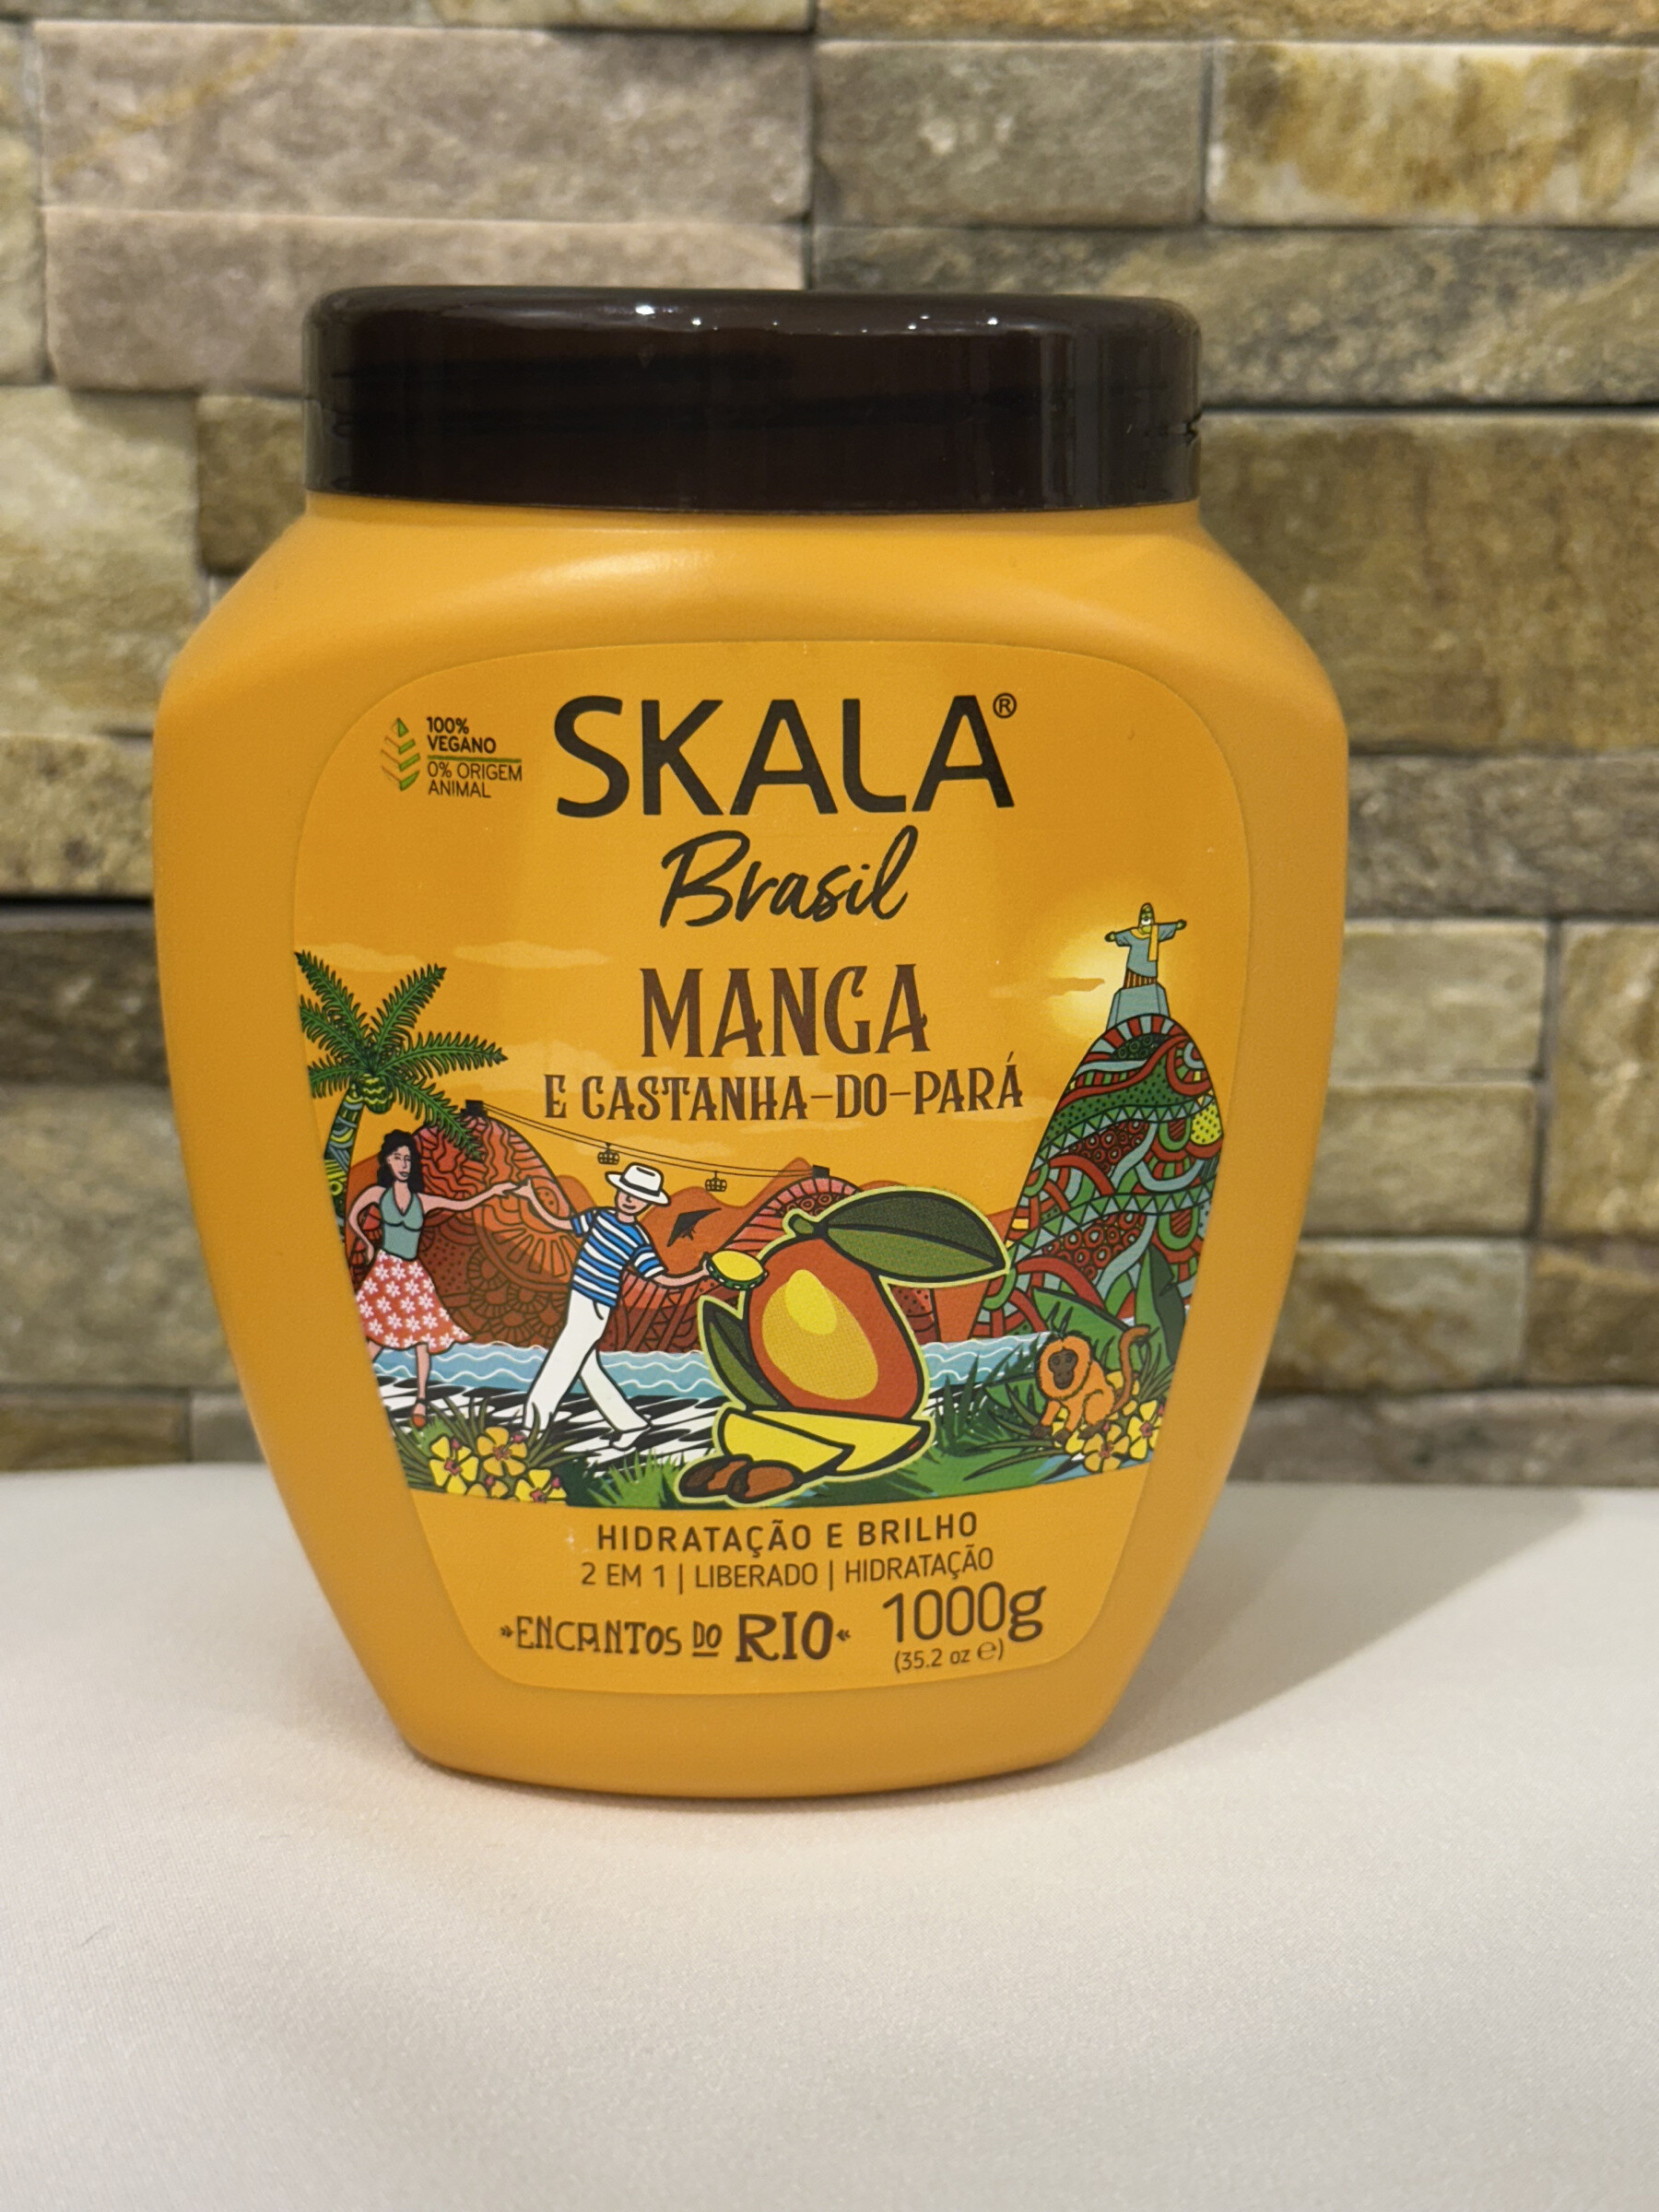 100%
VEGANO
0% ORIGEM
ANIMAL
SKALA®
Brasil
MANGA
E CASTANHA-DO-PARÁ
HIDRATAÇÃO E BRILHO
2 EM 1 | LIBERADO | HIDRATAÇÃO
»ENCANTOS DO RIO«
1000g
(35.2 oz ℮)